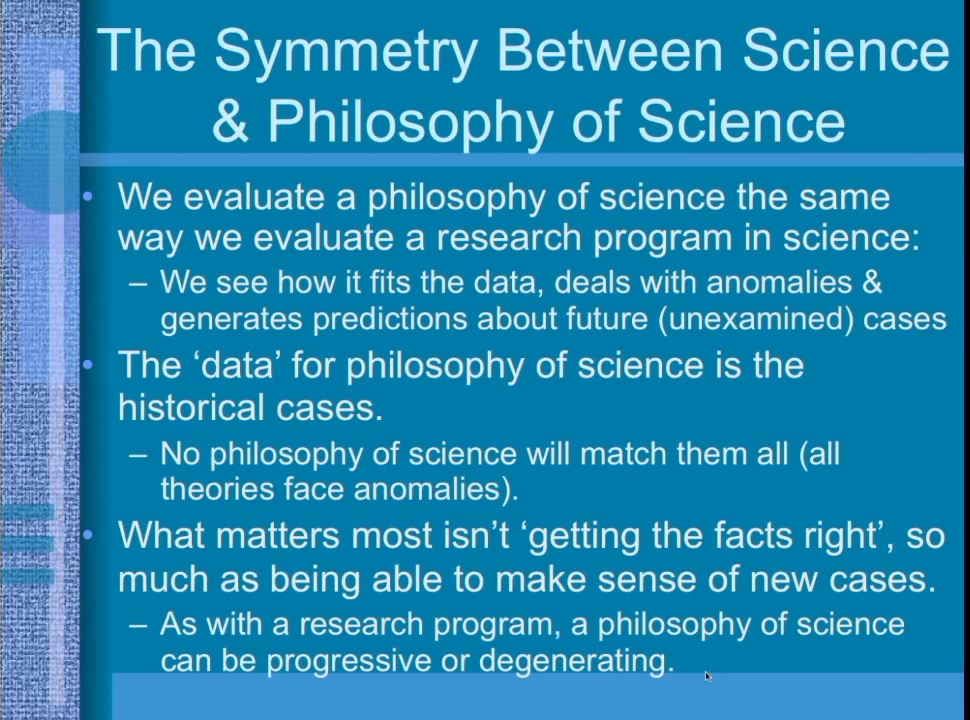 The Symmetry Between Science
& Philosophy of Science
• We evaluate a philosophy of science the same
way we evaluate a research program in science:
– We see how it fits the data, deals with anomalies &
generates predictions about future (unexamined) cases
• The ‘data’ for philosophy of science is the
historical cases.
– No philosophy of science will match them all (all
theories face anomalies).
• What matters most isn’t ‘getting the facts right’, so
much as being able to make sense of new cases.
– As with a research program, a philosophy of science
can be progressive or degenerating.